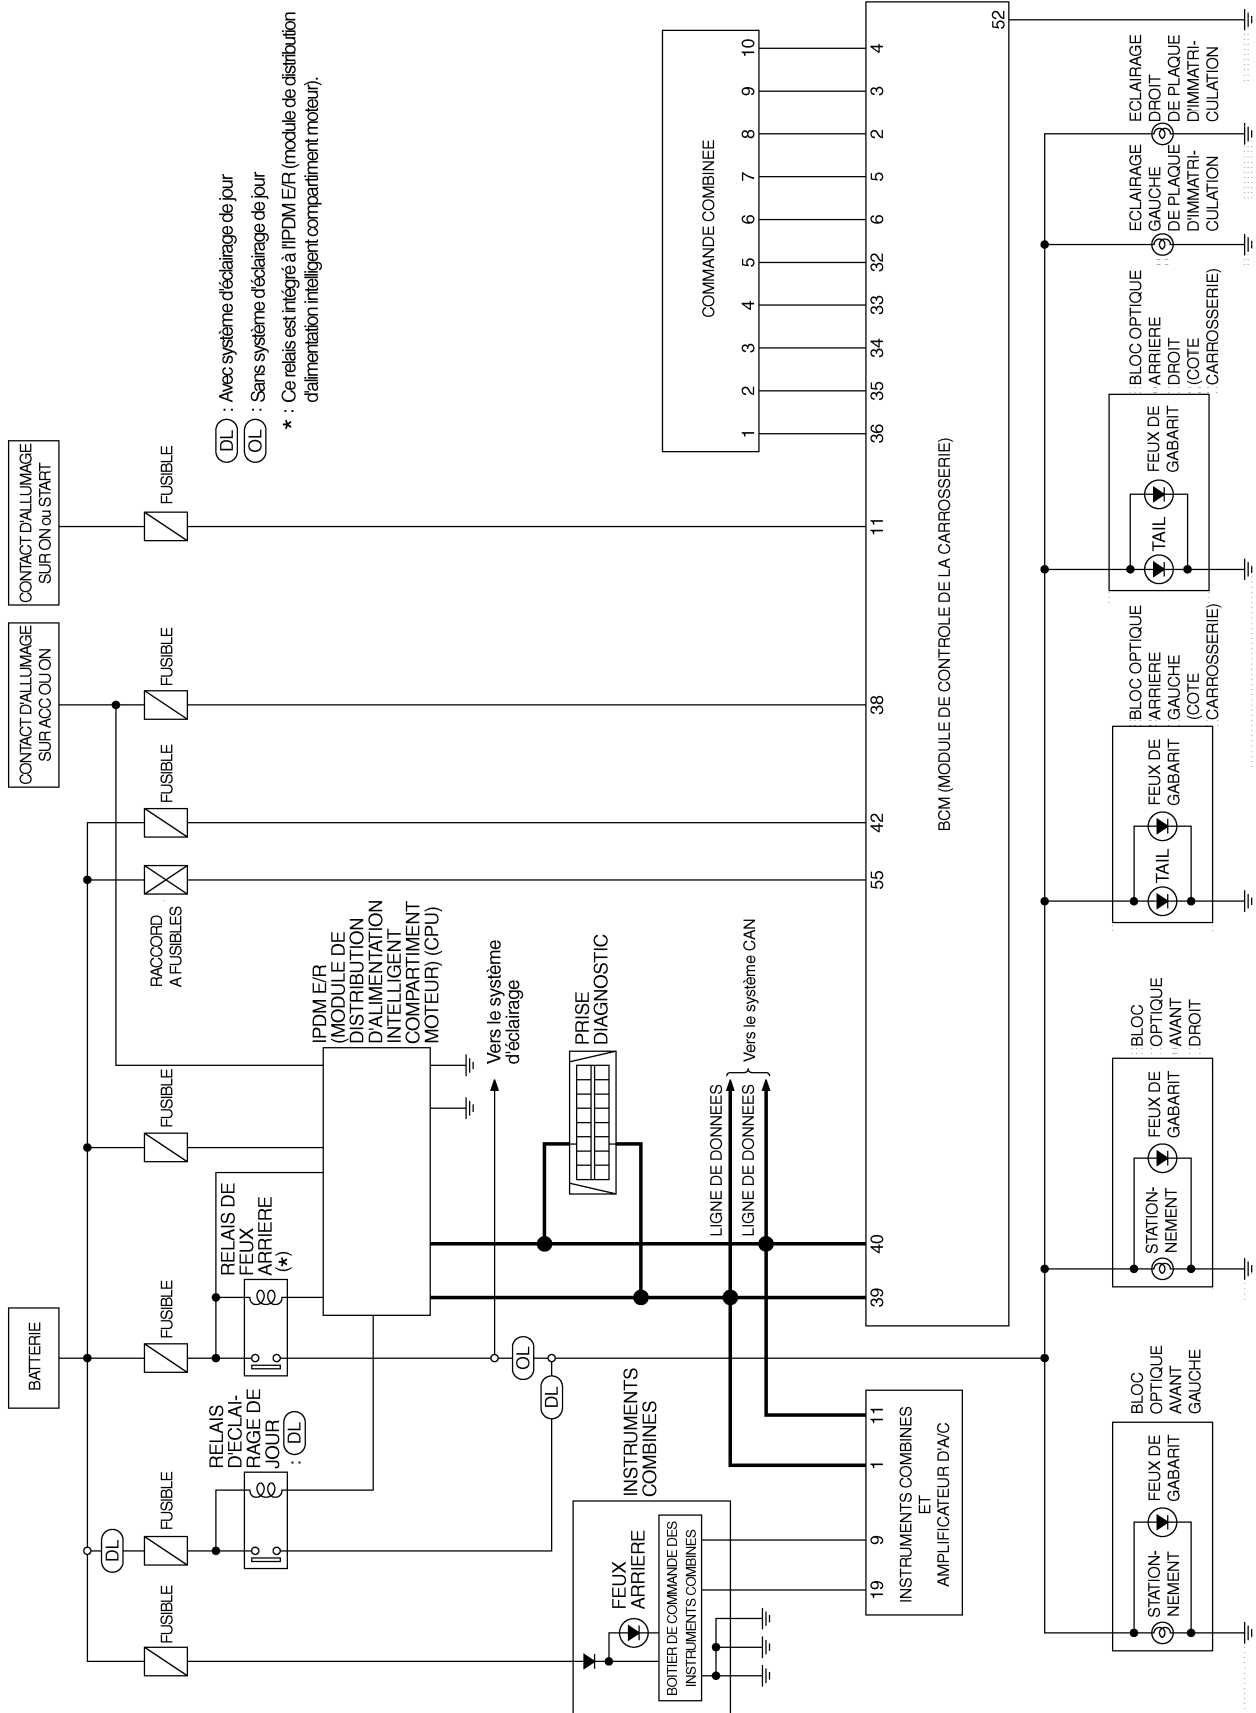 CONTACT D'ALLUMAGE
SUR ON ou START
FUSIBLE
CONTACT D'ALLUMAGE
SUR ACC OU ON
FUSIBLE
FUSIBLE
RACCORD
A FUSIBLES
FUSIBLE
BATTERIE
FUSIBLE
DL
FUSIBLE
FUSIBLE
DL : Avec système d'éclairage de jour
OL : Sans système d'éclairage de jour
* : Ce relais est intégré à l'IPDM E/R (module de distribution
d'alimentation intelligent compartiment moteur).
RELAIS DE
FEUX
ARRIERE
(*)
RELAIS
D'ECLAI-
RAGE DE
JOUR
: DL
IPDM E/R
(MODULE DE
DISTRIBUTION
D'ALIMENTATION
INTELLIGENT
COMPARTIMENT
MOTEUR) (CPU)
Vers le système
d'éclairage
OL
DL
PRISE
DIAGNOSTIC
LIGNE DE DONNEES
LIGNE DE DONNEES
Vers le système CAN
INSTRUMENTS
COMBINES
FEUX
ARRIERE
BOITIER DE COMMANDE DES
INSTRUMENTS COMBINES
COMMANDE COMBINEE
1 2 3 4 5 6 7 8 9 10
39 40 55 42 38 11 36 35 34 33 32 6 5 2 3 4
BCM (MODULE DE CONTROLE DE LA CARROSSERIE)
52
19 9 1 11
INSTRUMENTS COMBINES
ET
AMPLIFICATEUR D'A/C
BLOC
OPTIQUE
AVANT
GAUCHE
STATION-
NEMENT
FEUX DE
GABARIT
BLOC
OPTIQUE
AVANT
DROIT
STATION-
NEMENT
FEUX DE
GABARIT
BLOC OPTIQUE
ARRIERE
GAUCHE
(COTE
CARROSSERIE)
TAIL
FEUX DE
GABARIT
BLOC OPTIQUE
ARRIERE
DROIT
(COTE
CARROSSERIE)
TAIL
FEUX DE
GABARIT
ECLAIRAGE
GAUCHE
DE PLAQUE
D'IMMATRI-
CULATION
ECLAIRAGE
DROIT
DE PLAQUE
D'IMMATRI-
CULATION